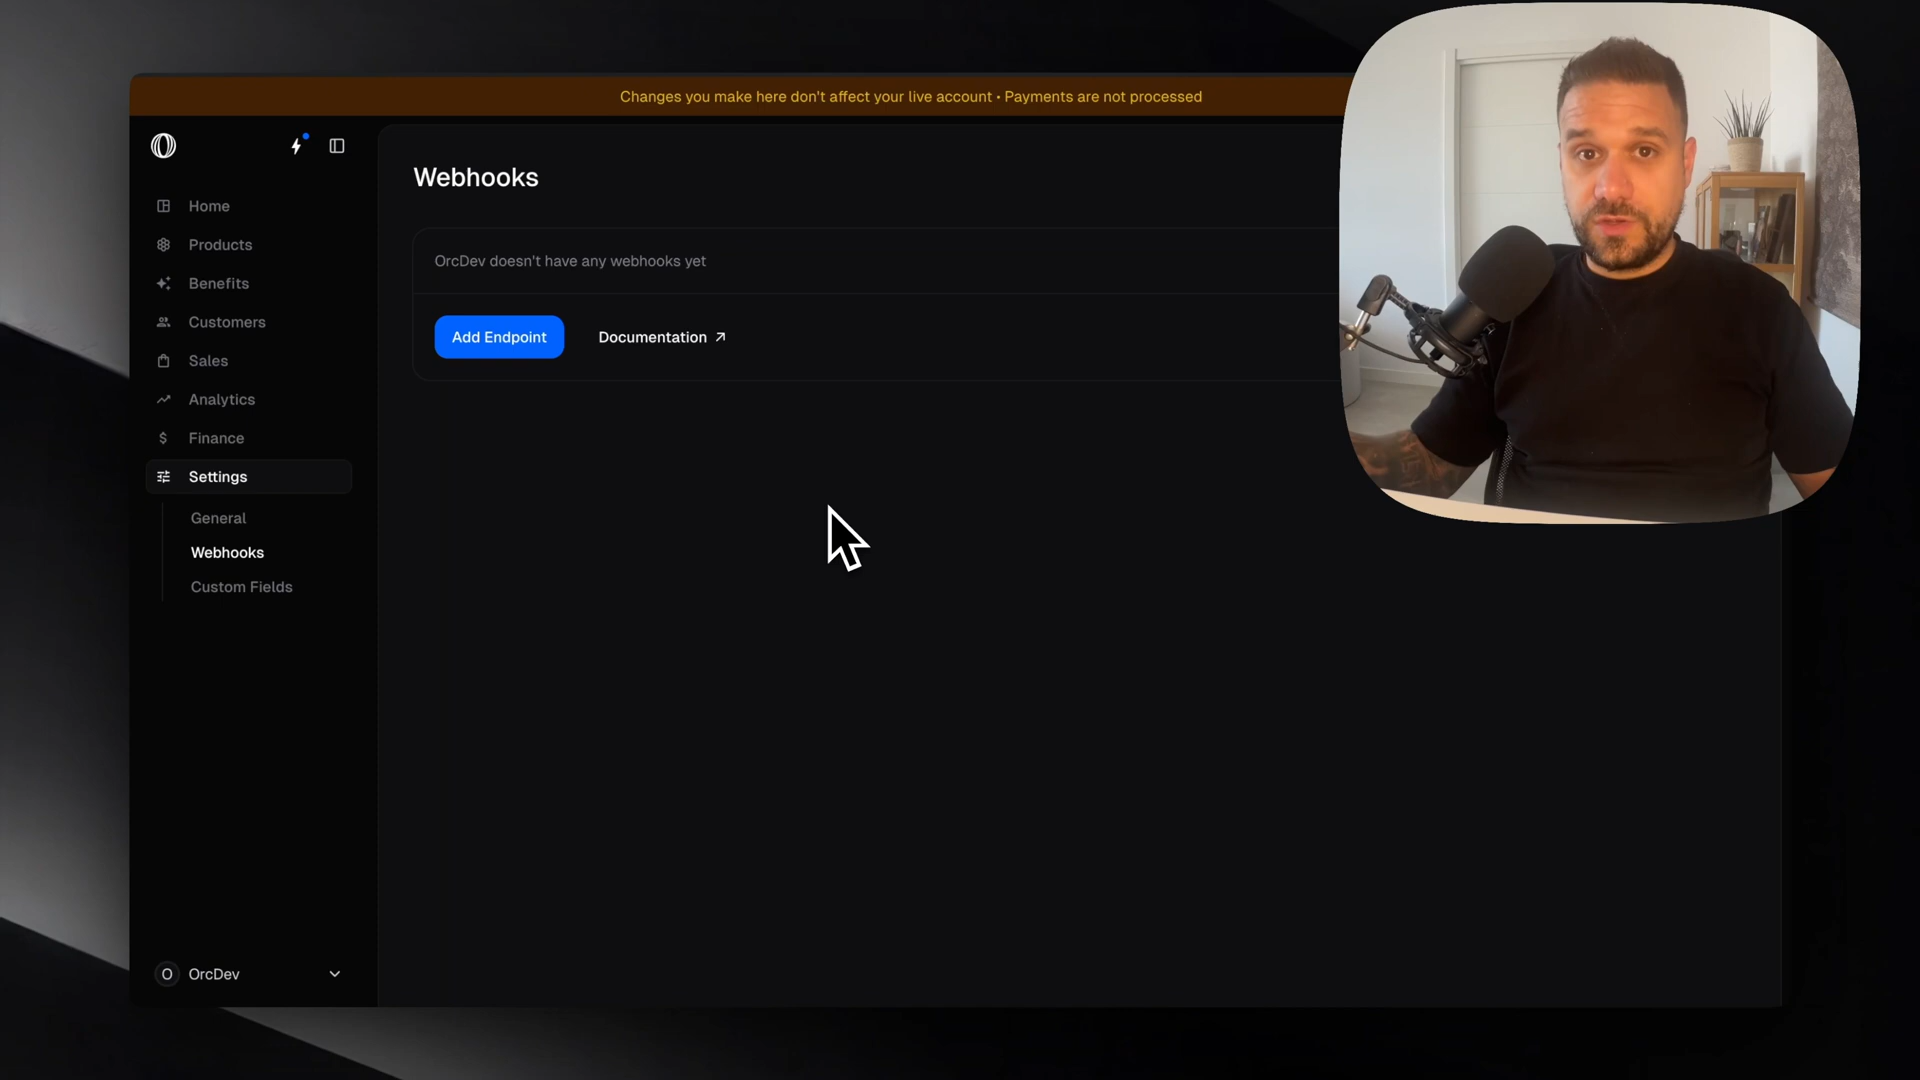 Changes you make here don't affect your live account • Payments are not processed
Home
Products
Benefits
Customers
Sales
Analytics
Finance
Settings
General
Webhooks
Custom Fields
O OrcDev
Webhooks
OrcDev doesn't have any webhooks yet
Add Endpoint
Documentation